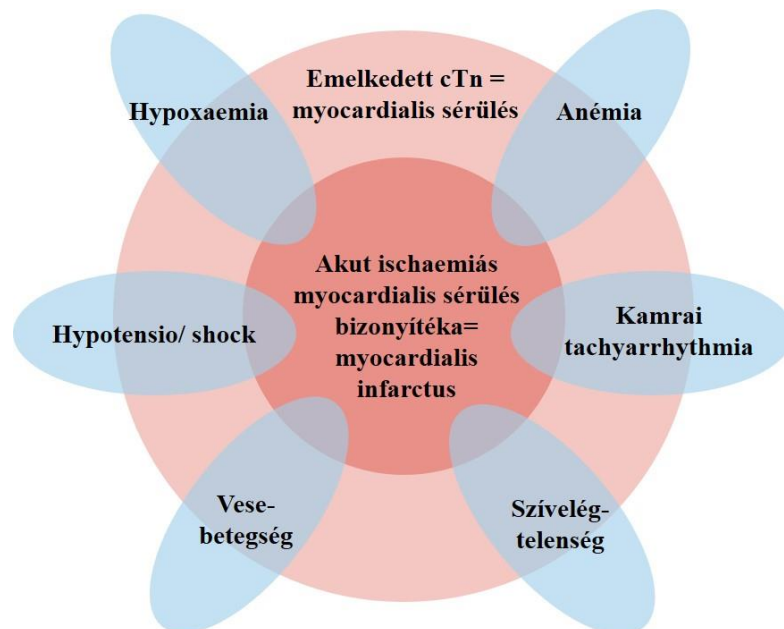 Emelkedett cTn =
myocardialis sérülés
Hypoxaemia
Anémia
Akut ischaemiás
myocardialis sérülés
bizonyítéka=
myocardialis
infarctus
Hypotensio/ shock
Kamrai
tachyarrhythmia
Vese-
betegség
Szívelég-
telenség